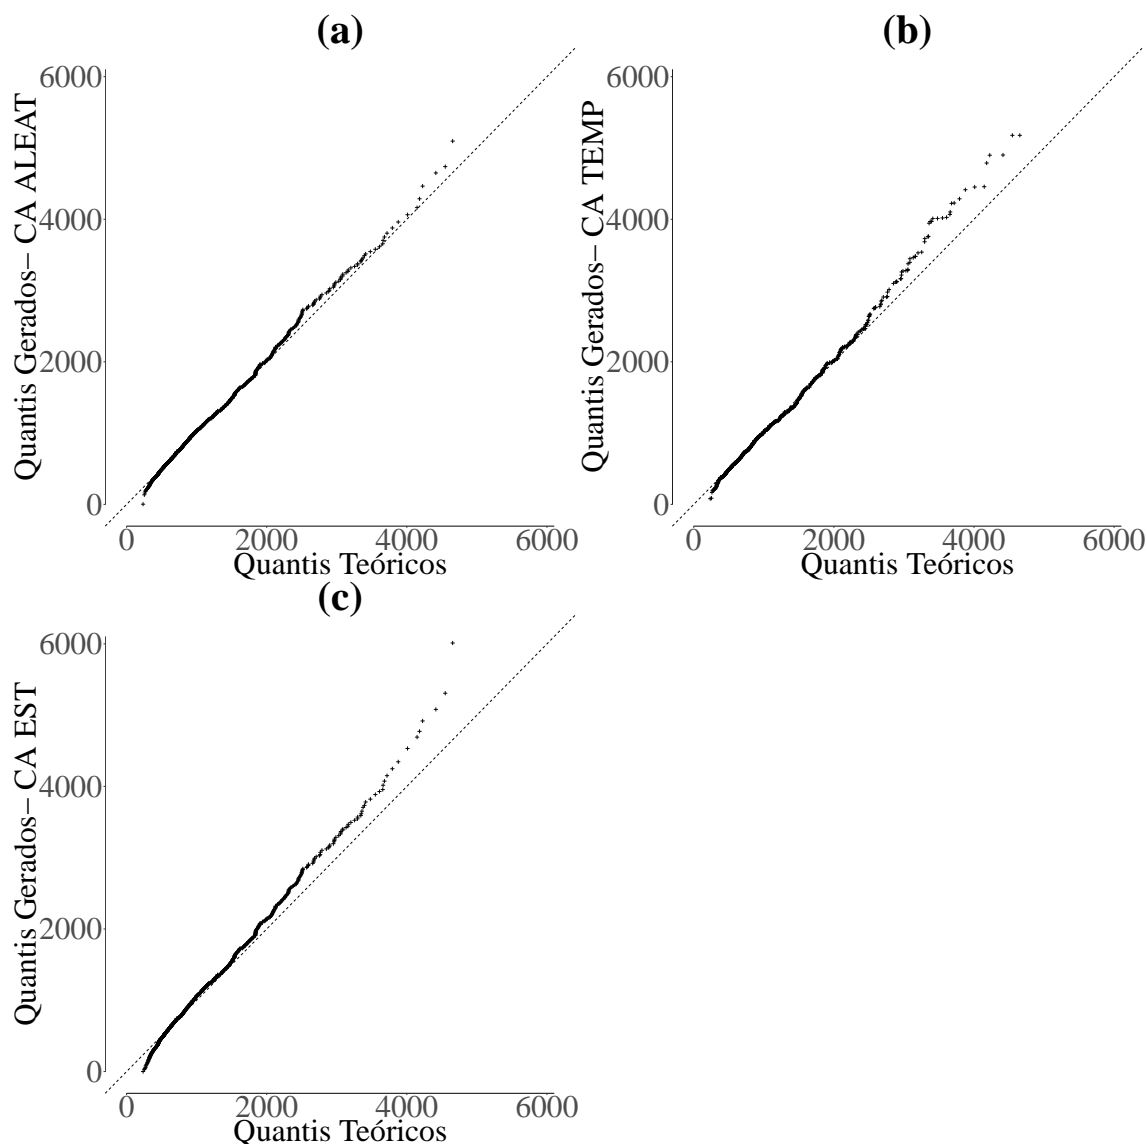 (a)
Quantis Gerados− CA ALEAT
6000
4000
2000
0
0 2000 4000 6000
Quantis Teóricos
(b)
Quantis Gerados− CA TEMP
6000
4000
2000
0
0 2000 4000 6000
Quantis Teóricos
(c)
Quantis Gerados− CA EST
6000
4000
2000
0
0 2000 4000 6000
Quantis Teóricos